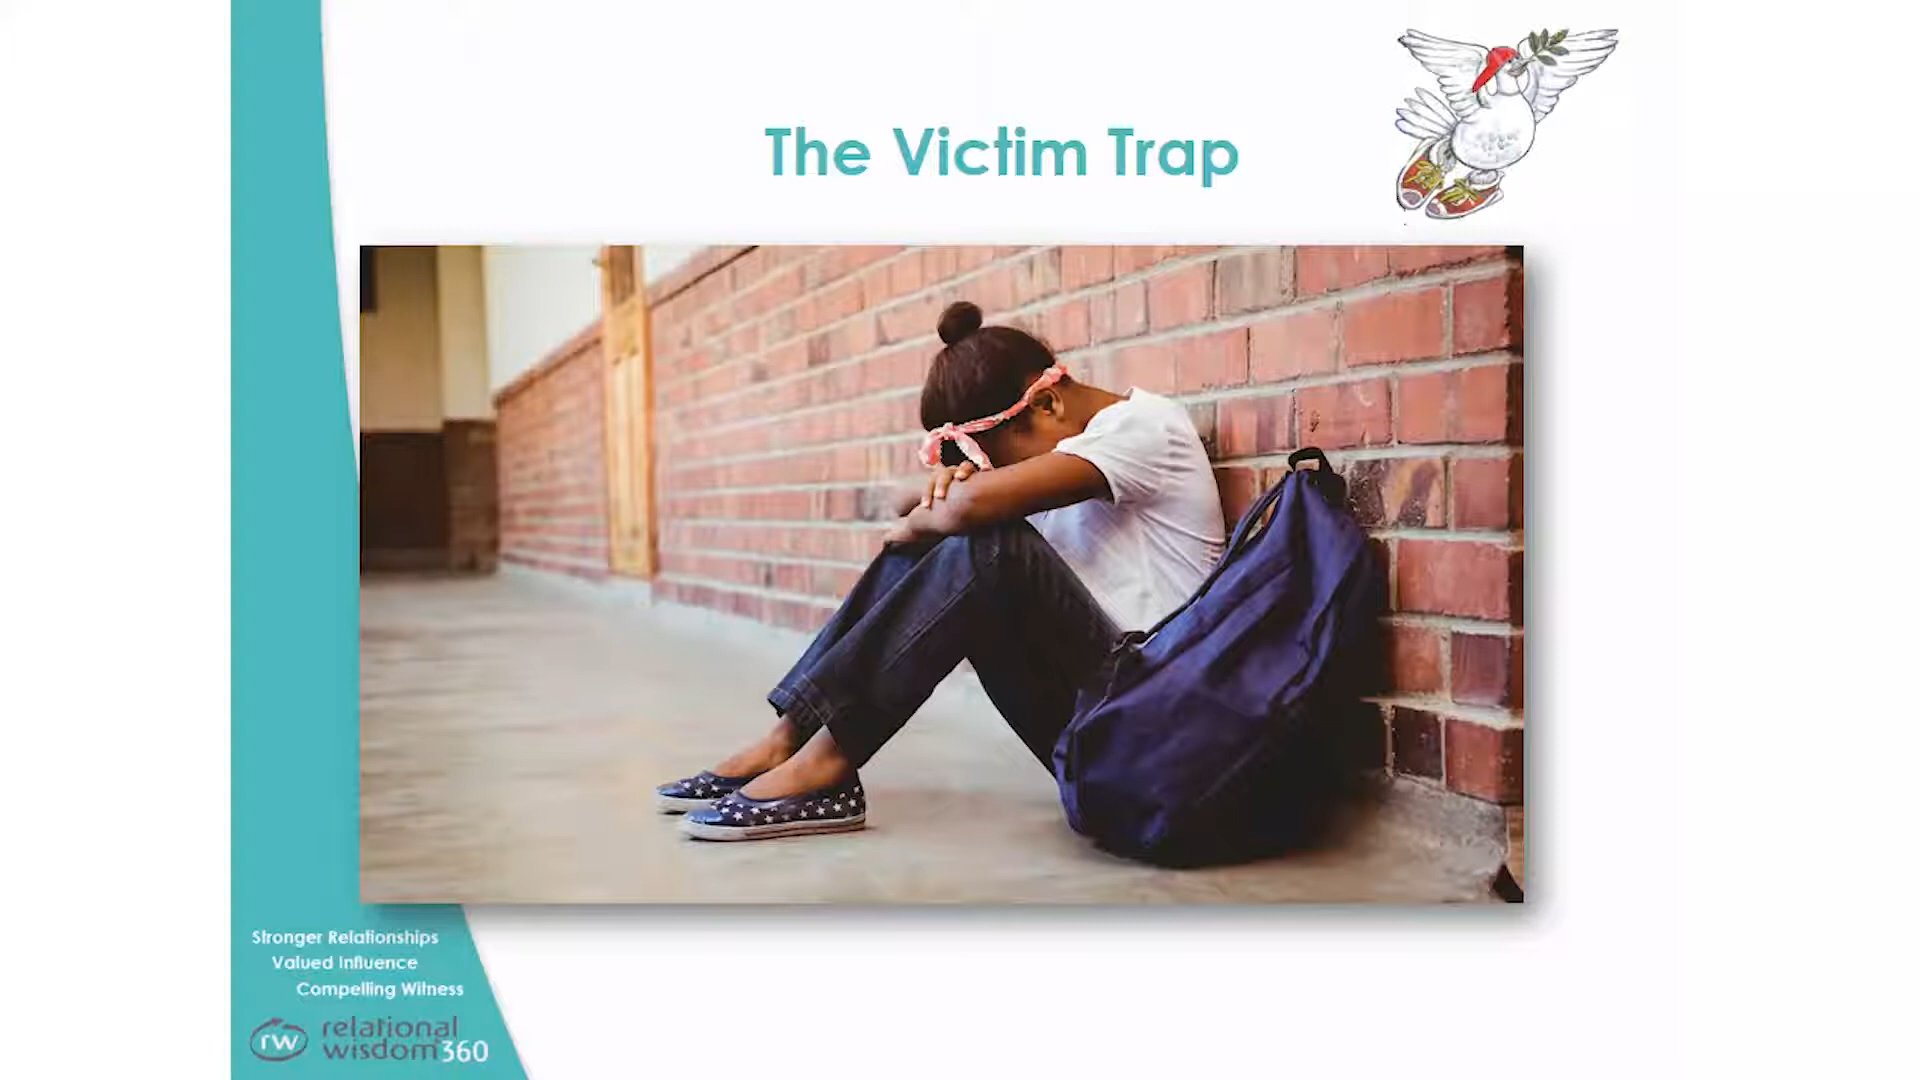 The Victim Trap
Stronger Relationships
Valued Influence
Compelling Witness
rw
relational
wisdom360